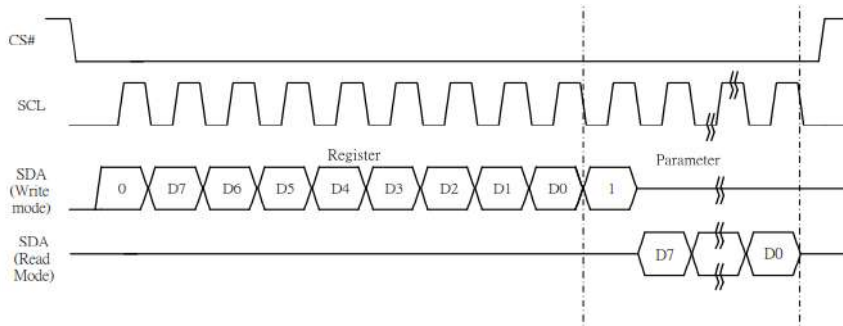 CS#
SCL
Register
Parameter
SDA
(Write
mode)
0 D7 D6 D5 D4 D3 D2 D1 D0 1
SDA
(Read
Mode)
D7 D0